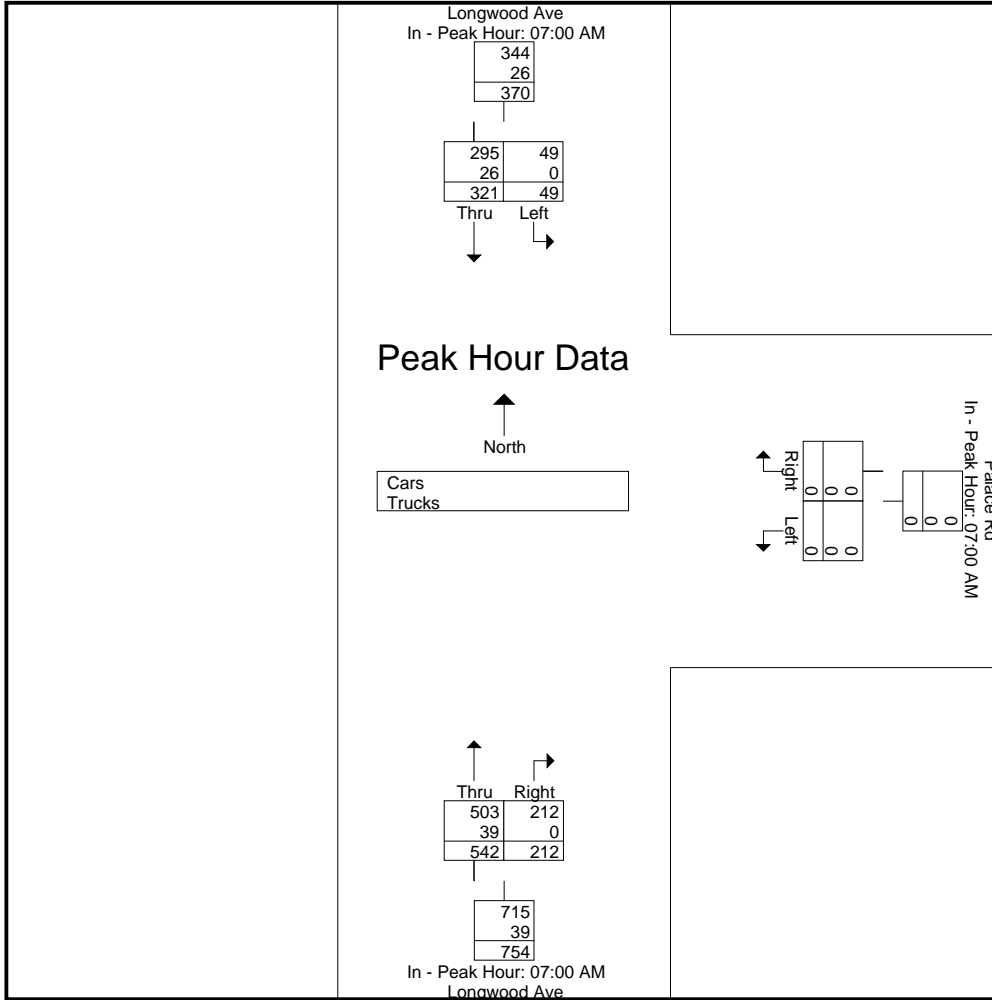 Longwood Ave
In - Peak Hour: 07:00 AM
344
26
370
295 49
26 0
321 49
Thru Left
Peak Hour Data
North
Cars
Trucks
Right
0 0 0
Left
0 0 0
0 0 0
In - Peak Hour: 07:00 AM
Palace Rd
Thru Right
503 212
39 0
542 212
715
39
754
In - Peak Hour: 07:00 AM
Longwood Ave